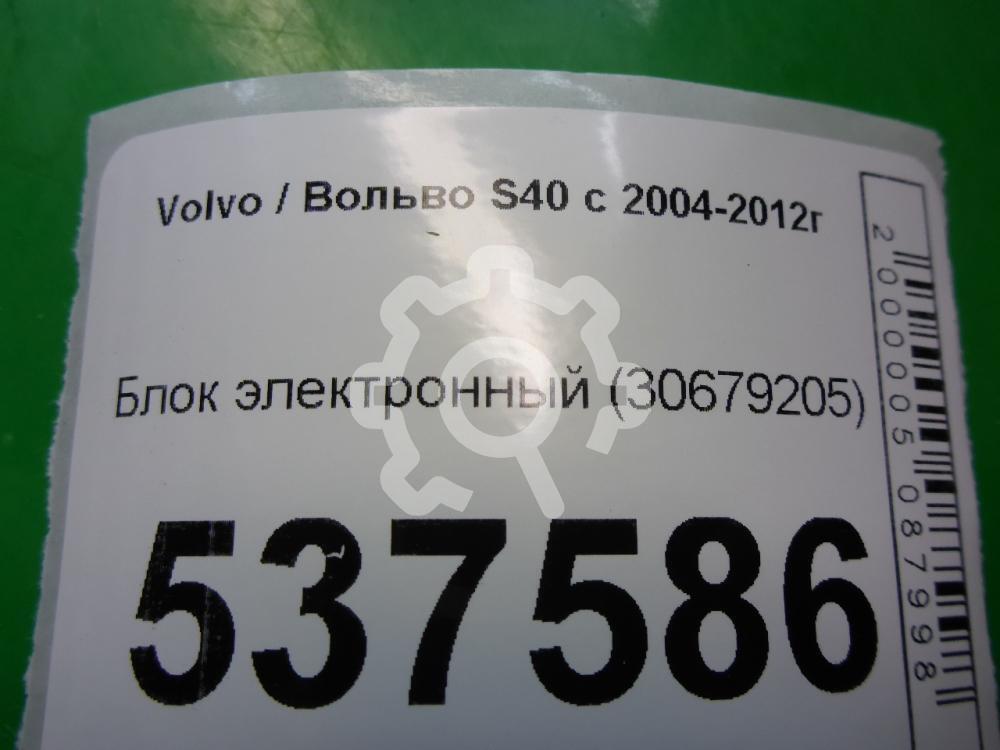 Volvo / Вольво S40 с 2004-2012г
Блок электронный (30679205)
537586
2000005087998